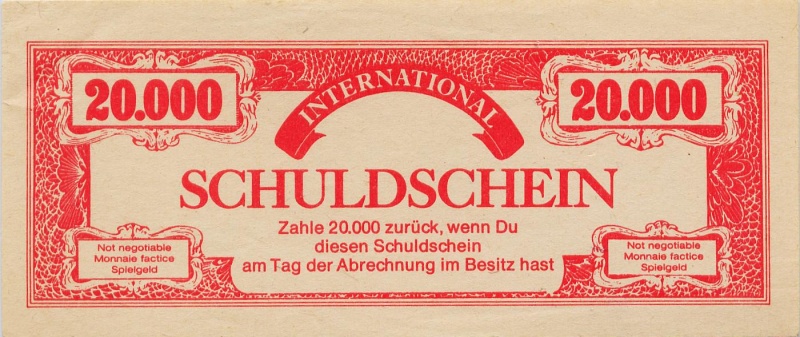 20.000
INTERNATIONAL
20.000
SCHULDSCHEIN
Zahle 20.000 zurück, wenn Du
diesen Schuldschein
am Tag der Abrechnung im Besitz hast
Not negotiable
Monnaie factice
Spielgeld
Not negotiable
Monnaie factice
Spielgeld